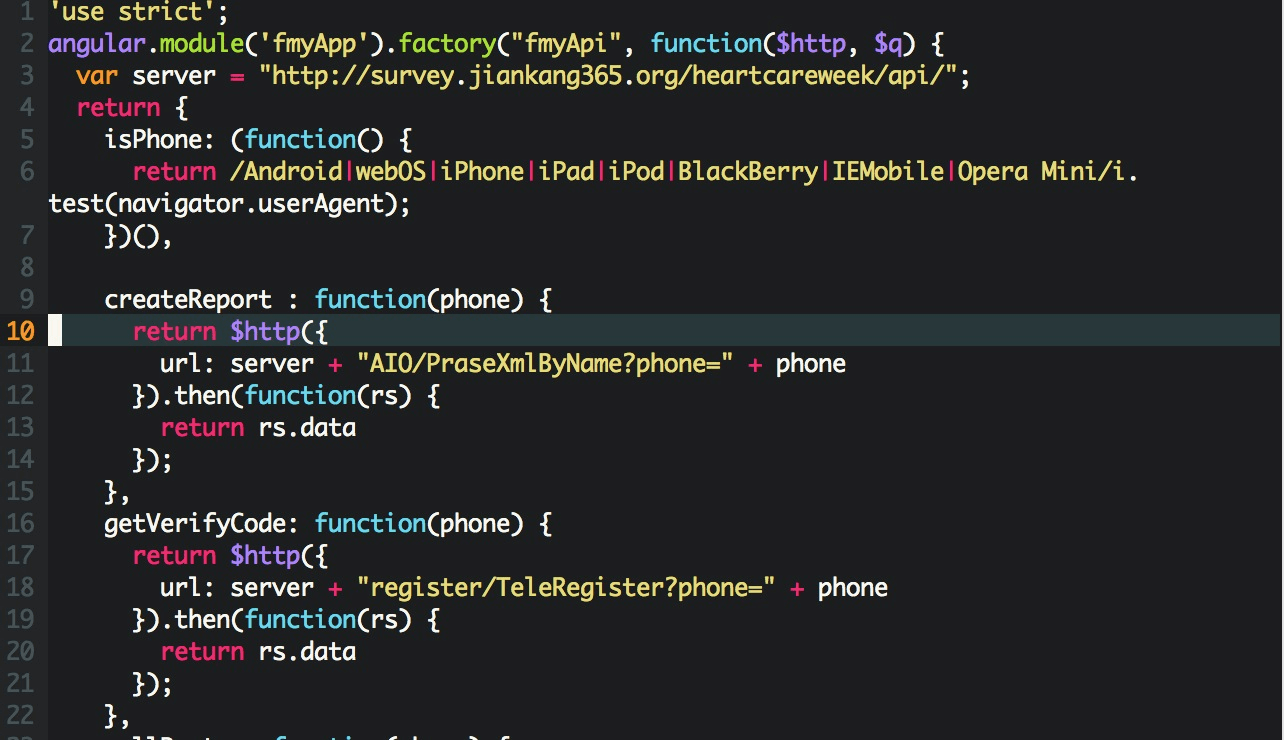 1 'use strict';
2 angular.module('fmyApp').factory("fmyApi", function($http, $q) {
3   var server = "http://survey.jiankang365.org/heartcareweek/api/";
4   return {
5     isPhone: (function() {
6       return /Android|webOS|iPhone|iPad|iPod|BlackBerry|IEMobile|Opera Mini/i.
test(navigator.userAgent);
7     })(),
8
9     createReport : function(phone) {
10       return $http({
11         url: server + "AIO/PraseXmlByName?phone=" + phone
12       }).then(function(rs) {
13         return rs.data
14       });
15     },
16     getVerifyCode: function(phone) {
17       return $http({
18         url: server + "register/TeleRegister?phone=" + phone
19       }).then(function(rs) {
20         return rs.data
21       });
22     },